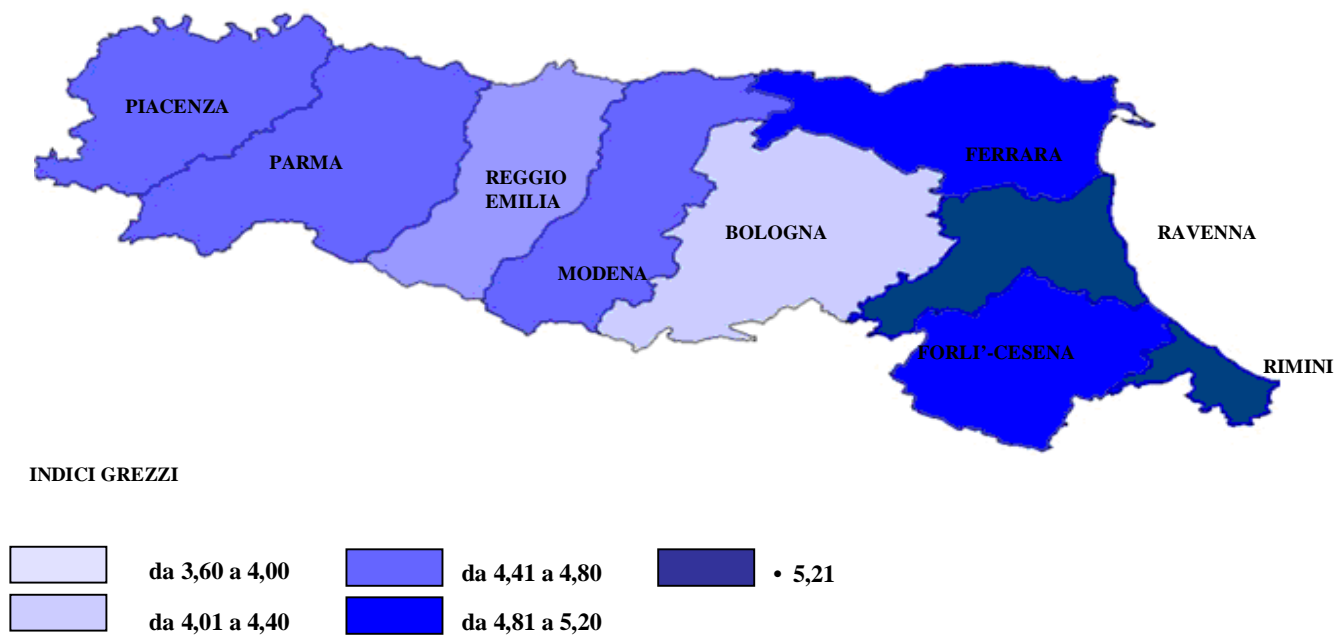 PIACENZA
PARMA
REGGIO
EMILIA
MODENA
BOLOGNA
FERRARA
RAVENNA
FORLI'-CESENA
RIMINI
INDICI GREZZI
da 3,60 a 4,00
da 4,41 a 4,80
• 5,21
da 4,01 a 4,40
da 4,81 a 5,20